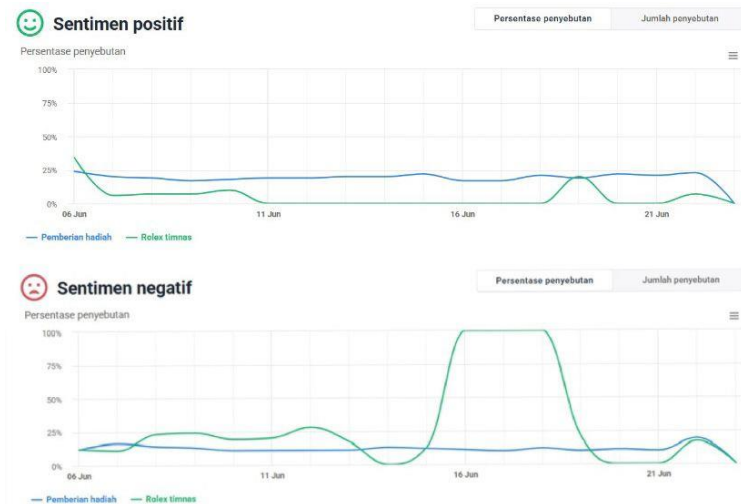 Sentimen positif
Persentase penyebutan Jumlah penyebutan
Persentase penyebutan
100%
75%
50%
25%
0%
06 Jun 11 Jun 16 Jun 21 Jun
Pemberian hadiah Rolex timnas
Sentimen negatif
Persentase penyebutan Jumlah penyebutan
Persentase penyebutan
100%
75%
50%
25%
0%
06 Jun 11 Jun 16 Jun 21 Jun
Pemberian hadiah Rolex timnas